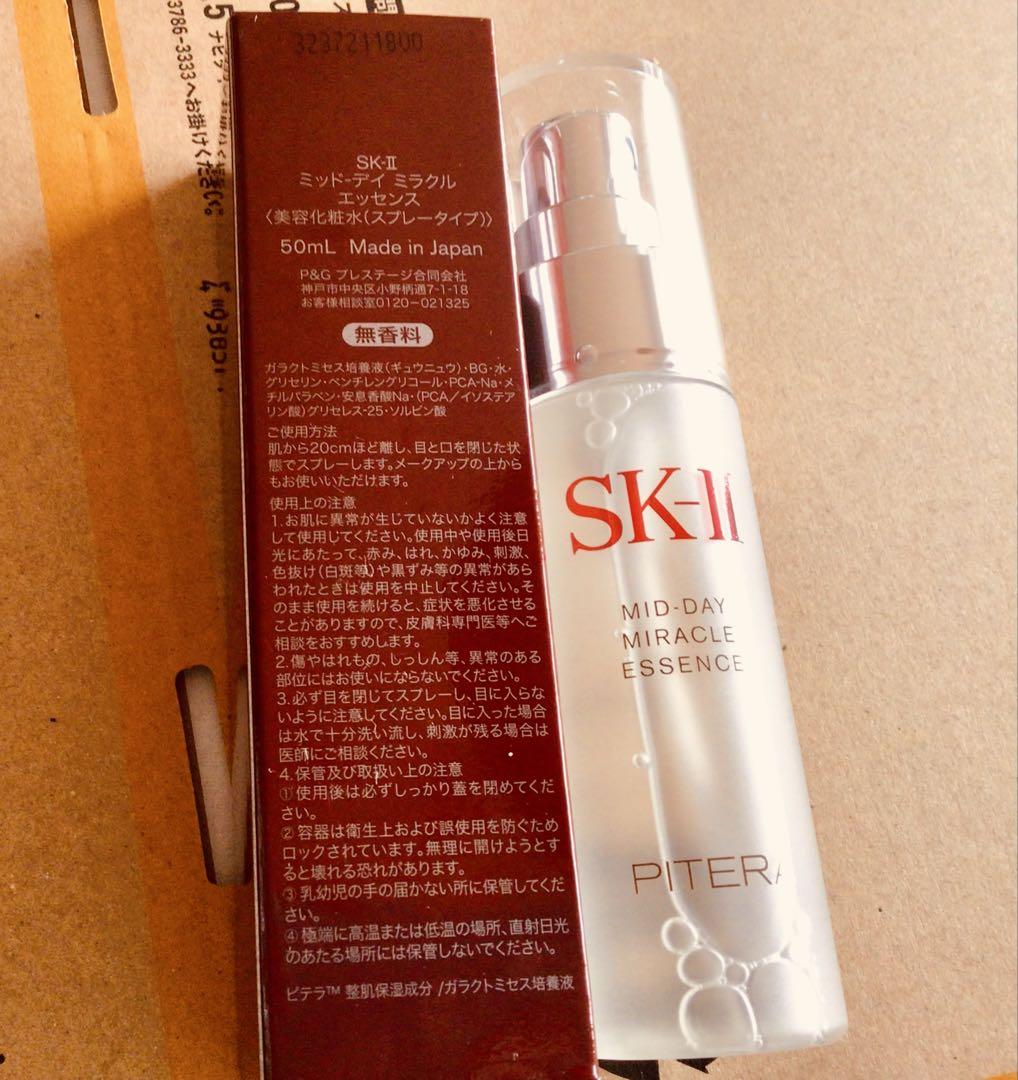 3237211800
SK-II
ミッド-デイ ミラクル
エッセンス
〈美容化粧水(スプレータイプ)〉
50mL Made in Japan
P&G プレステージ合同会社
神戸市中央区小野柄通7-1-18
お客様相談室0120-021325
無香料
ガラクトミセス培養液(ギュウニュウ)・BG・水・
グリセリン・ペンチレングリコール・PCA-Na・メ
チルパラベン・安息香酸Na・(PCA/イソステア
リン酸)グリセレス-25・ソルビン酸
ご使用方法
肌から20cmほど離し、目と口を閉じた状
態でスプレーします。メークアップの上から
もお使いいただけます。
使用上の注意
1.お肌に異常が生じていないかよく注意
して使用してください。使用中や使用後日
光にあたって、赤み、はれ、かゆみ、刺激、
色抜け(白斑等)や黒ずみ等の異常があら
われたときは使用を中止してください。そ
のまま使用を続けると、症状を悪化させる
ことがありますので、皮膚科専門医等へご
相談をおすすめします。
2.傷やはれもの、しっしん等、異常のある
部位にはお使いにならないでください。
3.必ず目を閉じてスプレーし、目に入らな
いように注意してください。目に入った場合
は水で十分洗い流し、刺激が残る場合は
医師にご相談ください。
4.保管及び取扱い上の注意
①使用後は必ずしっかり蓋を閉めてくだ
さい。
②容器は衛生上および誤使用を防ぐため
ロックされています。無理に開けようとす
ると壊れる恐れがあります。
③乳幼児の手の届かない所に保管してくだ
さい。
④極端に高温または低温の場所、直射日光
のあたる場所には保管しないでください。
ピテラ™ 整肌保湿成分/ガラクトミセス培養液
SK-II
MID-DAY
MIRACLE
ESSENCE
PITERA
3786-3333へお掛けください。